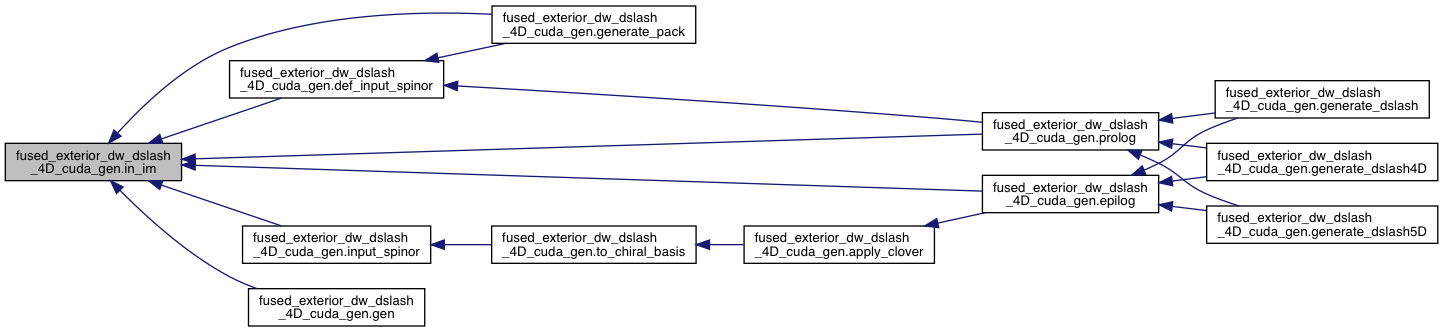 fused_exterior_dw_dslash
_4D_cuda_gen.in_im
fused_exterior_dw_dslash
_4D_cuda_gen.generate_pack
fused_exterior_dw_dslash
_4D_cuda_gen.def_input_spinor
fused_exterior_dw_dslash
_4D_cuda_gen.prolog
fused_exterior_dw_dslash
_4D_cuda_gen.epilog
fused_exterior_dw_dslash
_4D_cuda_gen.input_spinor
fused_exterior_dw_dslash
_4D_cuda_gen.to_chiral_basis
fused_exterior_dw_dslash
_4D_cuda_gen.apply_clover
fused_exterior_dw_dslash
_4D_cuda_gen.gen
fused_exterior_dw_dslash
_4D_cuda_gen.generate_dslash
fused_exterior_dw_dslash
_4D_cuda_gen.generate_dslash4D
fused_exterior_dw_dslash
_4D_cuda_gen.generate_dslash5D